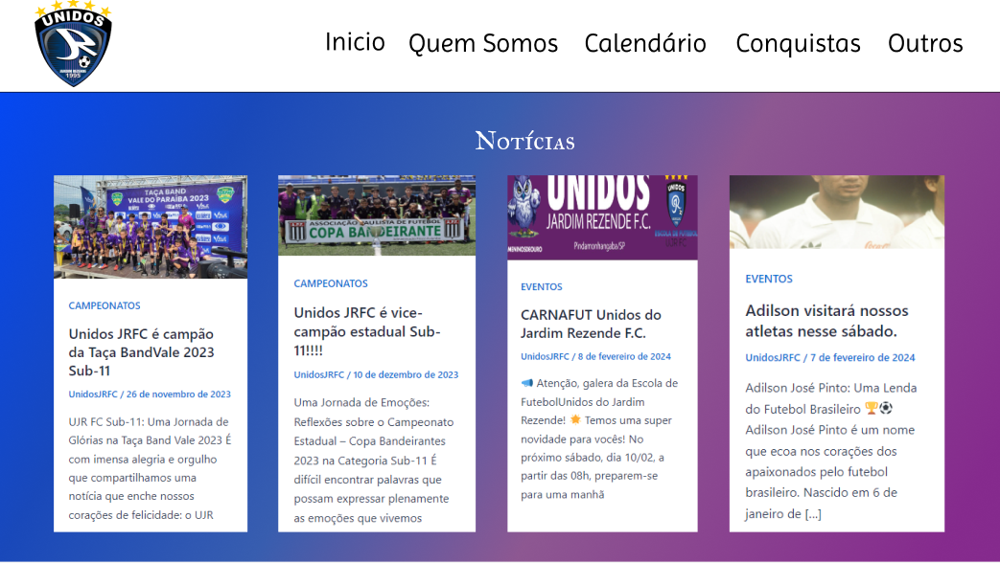 UNIDOS
JR
JARDIM REZENDE
1995
Inicio
Quem Somos
Calendário
Conquistas
Outros
Notícias
TAÇA BAND
VALE DO PARAÍBA 2023
CAMPEONATOS
Unidos JRFC é campão
da Taça BandVale 2023
Sub-11
UnidosJRFC / 26 de novembro de 2023
UJR FC Sub-11: Uma Jornada de
Glórias na Taça Band Vale 2023 É
com imensa alegria e orgulho
que compartilhamos uma
notícia que enche nossos
corações de felicidade: o UJR
ASSOCIAÇÃO PAULISTA DE FUTEBOL
COPA BANDEIRANTE
CAMPEONATOS
Unidos JRFC é vice-
campão estadual Sub-
11!!!!
UnidosJRFC / 10 de dezembro de 2023
Uma Jornada de Emoções:
Reflexões sobre o Campeonato
Estadual – Copa Bandeirantes
2023 na Categoria Sub-11 É
difícil encontrar palavras que
possam expressar plenamente
as emoções que vivemos
UNIDOS
JARDIM REZENDE F.C.
Pindamonhangaba/SP
MENINOSDEOURO
ESCOLA DE FUTEBOL
UJRFC
EVENTOS
CARNAFUT Unidos do
Jardim Rezende F.C.
UnidosJRFC / 8 de fevereiro de 2024
📣 Atenção, galera da Escola de
FutebolUnidos do Jardim
Rezende! 🌟 Temos uma super
novidade para vocês! No
próximo sábado, dia 10/02, a
partir das 08h, preparem-se
para uma manhã
EVENTOS
Adilson visitará nossos
atletas nesse sábado.
UnidosJRFC / 7 de fevereiro de 2024
Adilson José Pinto: Uma Lenda
do Futebol Brasileiro 🏆⚽
Adilson José Pinto é um nome
que ecoa nos corações dos
apaixonados pelo futebol
brasileiro. Nascido em 6 de
janeiro de [...]